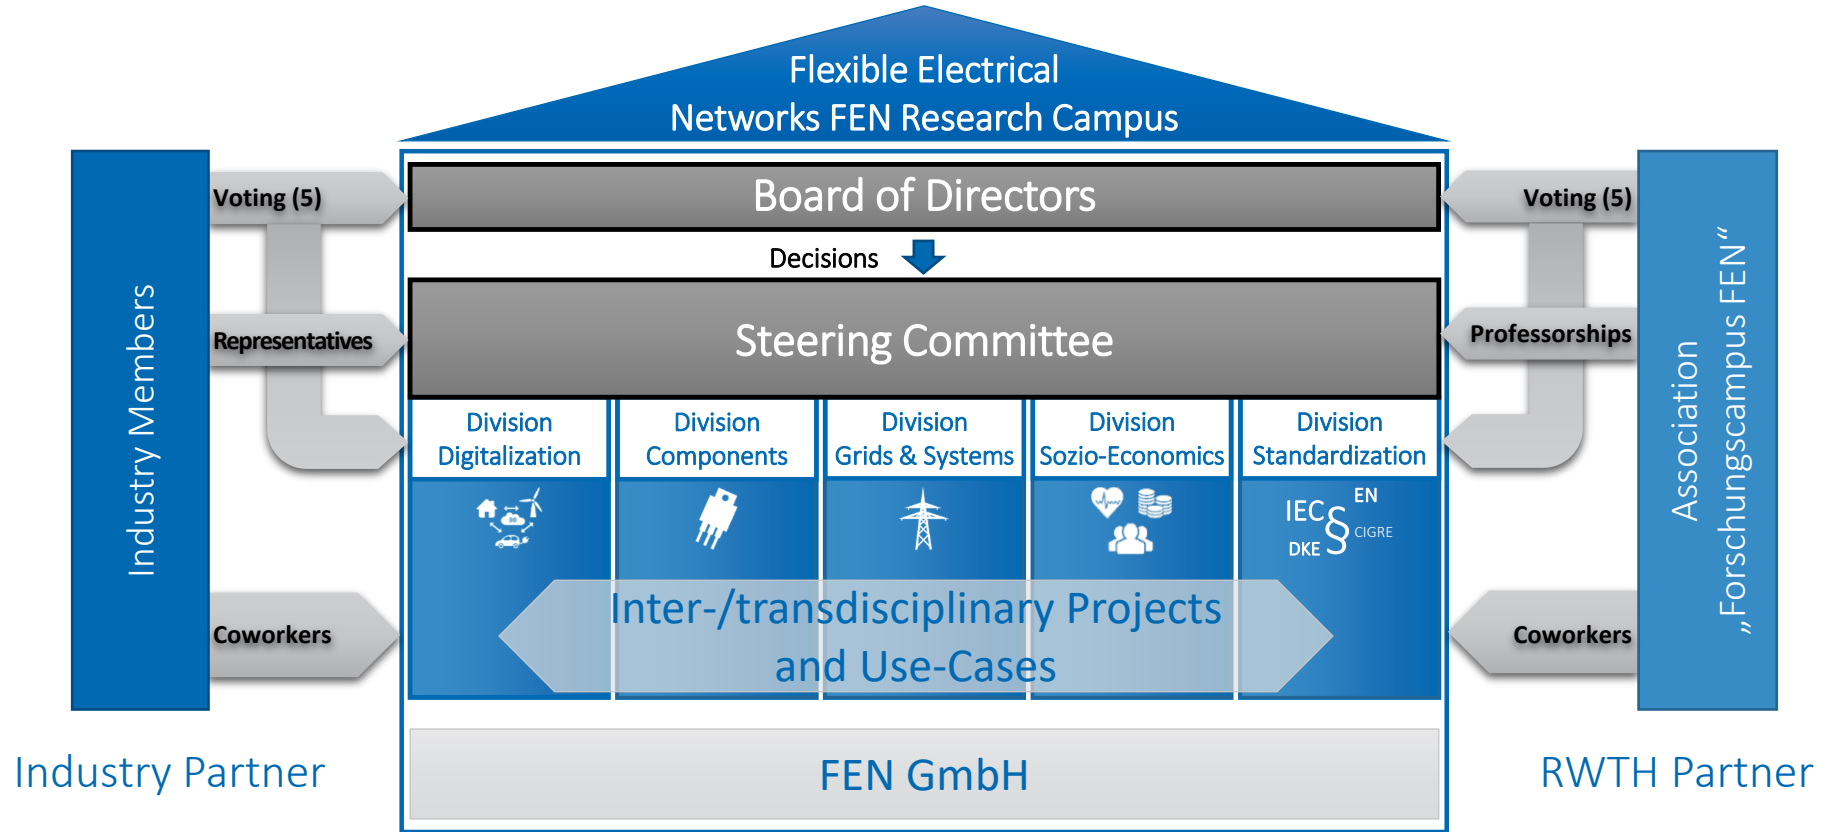 Flexible Electrical
Networks FEN Research Campus
Board of Directors
Decisions
Steering Committee
Voting (5)
Representatives
Coworkers
Industry Members
Industry Partner
Division
Digitalization
Division
Components
Division
Grids & Systems
Division
Sozio-Economics
Division
Standardization
IEC
EN
§
CIGRE
DKE
Inter-/transdisciplinary Projects
and Use-Cases
FEN GmbH
Voting (5)
Professorships
Coworkers
Association
„Forschungscampus FEN“
RWTH Partner